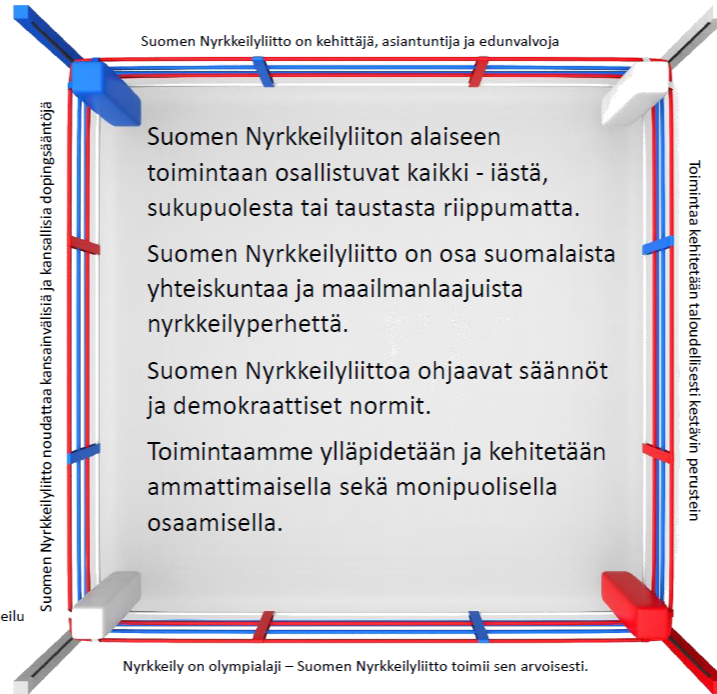 Suomen Nyrkkeilyliitto on kehittäjä, asiantuntija ja edunvalvoja
Suomen Nyrkkeilyliiton alaiseen
toimintaan osallistuvat kaikki - iästä,
sukupuolesta tai taustasta riippumatta.
Suomen Nyrkkeilyliitto on osa suomalaista
yhteiskuntaa ja maailmanlaajuista
nyrkkeilyperhettä.
Suomen Nyrkkeilyliittoa ohjaavat säännöt
ja demokraattiset normit.
Toimintaamme ylläpidetään ja kehitetään
ammattimaisella sekä monipuolisella
osaamisella.
Suomen Nyrkkeilyliitto noudattaa kansainvälisiä ja kansallisia dopingsääntöjä
Toimintaa kehitetään taloudellisesti kestävin perustein
eilu
Nyrkkeily on olympialaji – Suomen Nyrkkeilyliitto toimii sen arvoisesti.